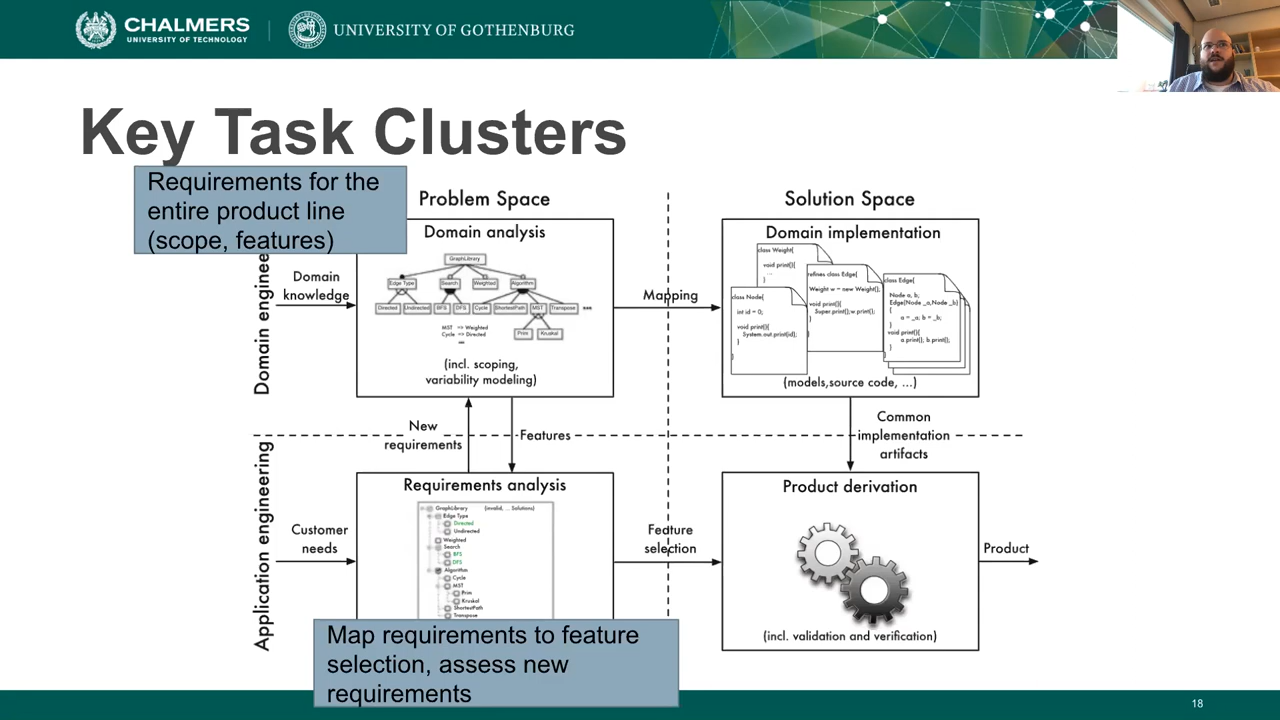 CHALMERS
UNIVERSITY OF TECHNOLOGY
UNIVERSITY OF GOTHENBURG
Key Task Clusters
Requirements for the
entire product line
(scope, features)
Problem Space
Solution Space
Domain enginee
Domain
knowledge
Domain analysis
GraphLibrary
Edge Type
Search
Weighted
Algorithm
Directed
Undirected
BFS
DFS
Cycle
ShortestPath
MST
Transpose
Prim
Kruskal
MST => Weighted
Cycle => Directed
...
(incl. scoping,
variability modeling)
Mapping
Domain implementation
class Weight{
void print(){
...
}
refines class Edge{
Weight w = new Weight();
void print(){
Super.print();w.print();
}
class Node{
int id = 0;
void print(){
System.out.print(id);
}
}
class Edge{
Node a, b;
Edge(Node _a,Node _b)
{
a = _a; b = _b;
}
void print(){
a.print(); b.print();
}
(models,source code, ...)
New
requirements
Features
Common
implementation
artifacts
Application engineering
Customer
needs
Requirements analysis
GraphLibrary (invalid, ... Solutions)
Edge Type
Directed
Undirected
Weighted
Search
BFS
DFS
Algorithm
Cycle
MST
Prim
Kruskal
ShortestPath
Transpose
Feature
selection
Product derivation
(incl. validation and verification)
Product
Map requirements to feature
selection, assess new
requirements
18